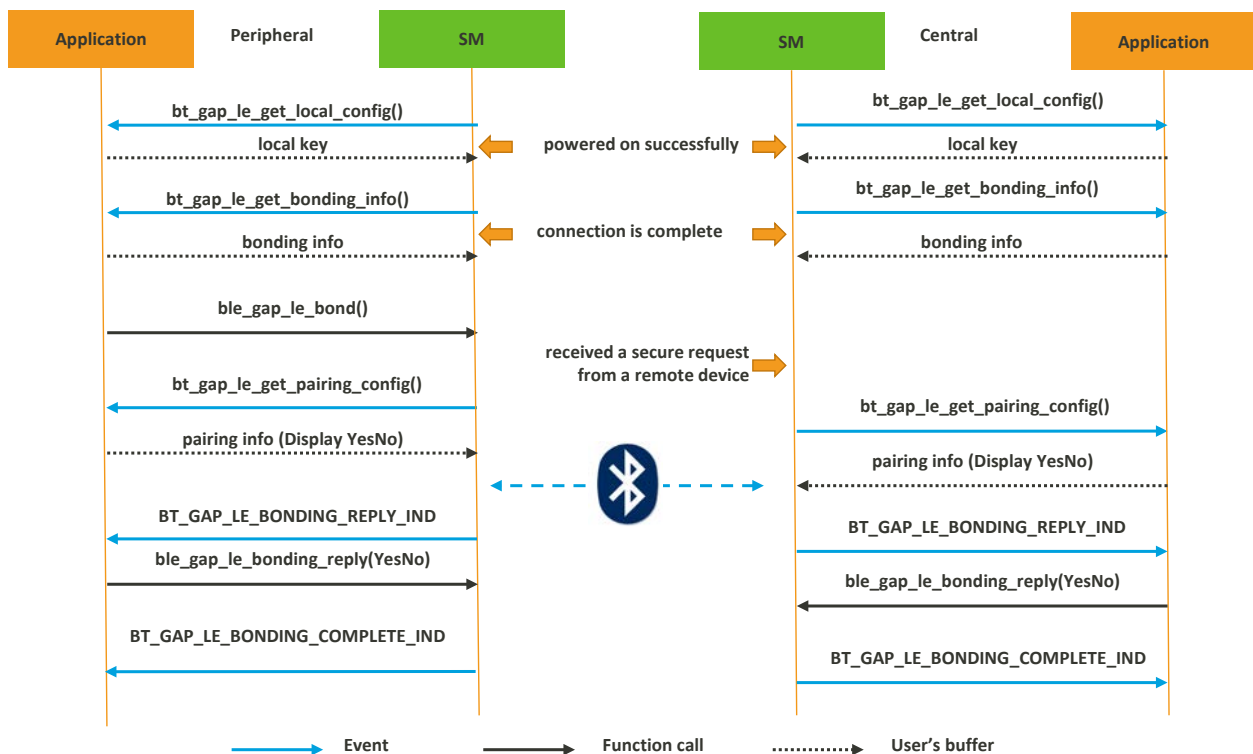 Application
Peripheral
SM
SM
Central
Application
bt_gap_le_get_local_config()
bt_gap_le_get_local_config()
local key
powered on successfully
local key
bt_gap_le_get_bonding_info()
bt_gap_le_get_bonding_info()
connection is complete
bonding info
bonding info
ble_gap_le_bond()
received a secure request
from a remote device
bt_gap_le_get_pairing_config()
bt_gap_le_get_pairing_config()
pairing info (Display YesNo)
pairing info (Display YesNo)
BT_GAP_LE_BONDING_REPLY_IND
BT_GAP_LE_BONDING_REPLY_IND
ble_gap_le_bonding_reply(YesNo)
ble_gap_le_bonding_reply(YesNo)
BT_GAP_LE_BONDING_COMPLETE_IND
BT_GAP_LE_BONDING_COMPLETE_IND
Event
Function call
User's buffer